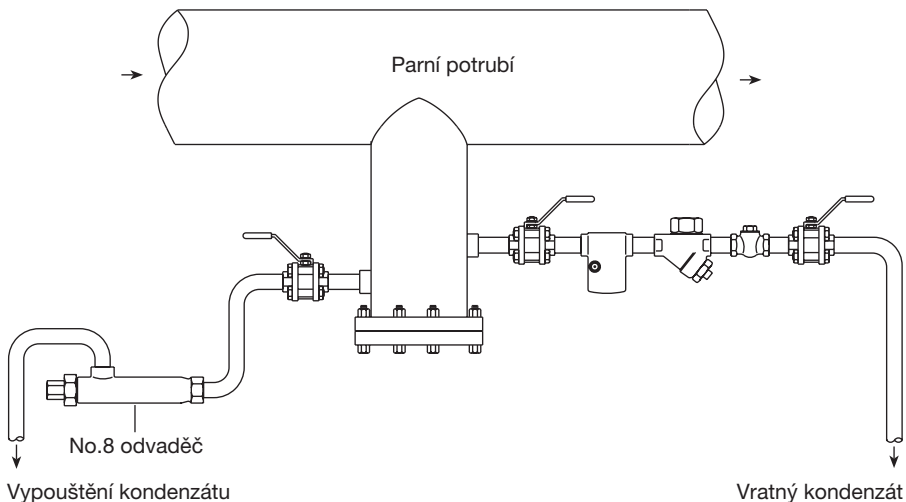 Parní potrubí
No.8 odvaděč
Vypouštění kondenzátu
Vratný kondenzát